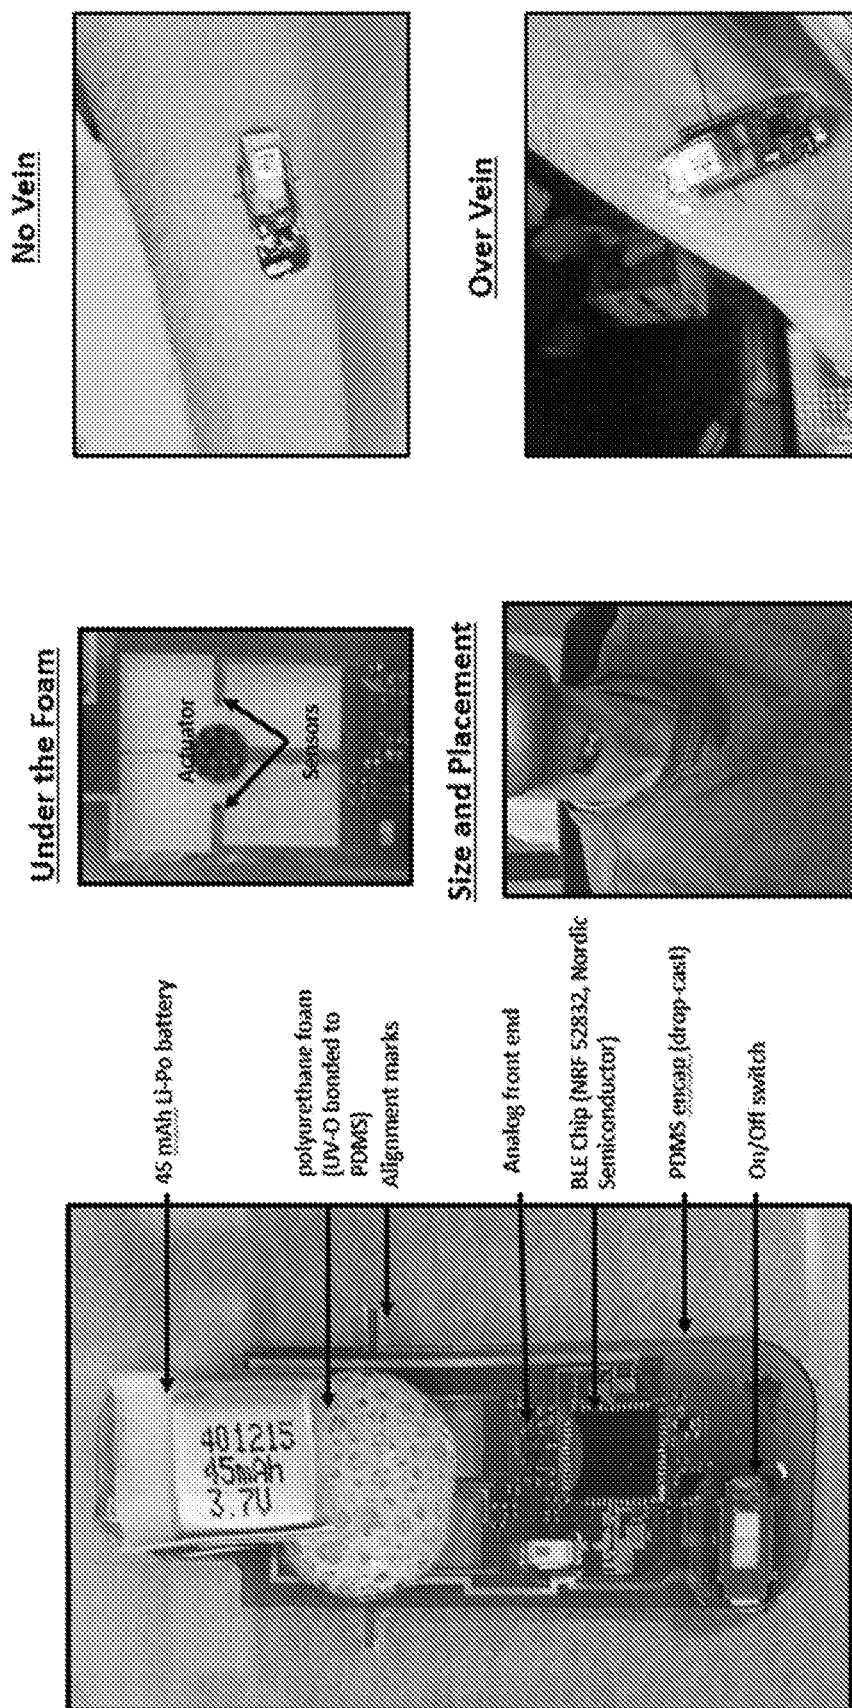 45 mAh Li-Po battery
polyurethane foam
(UV-O bonded to
PDMS)
Alignment marks
Analog front end
BLE Chip (NRF 52832, Nordic
Semiconductor)
PDMS encap (drop-cast)
On/Off switch
401215
45mAh
3.7V
Under the Foam
Actuator
Sensors
Size and Placement
No Vein
Over Vein